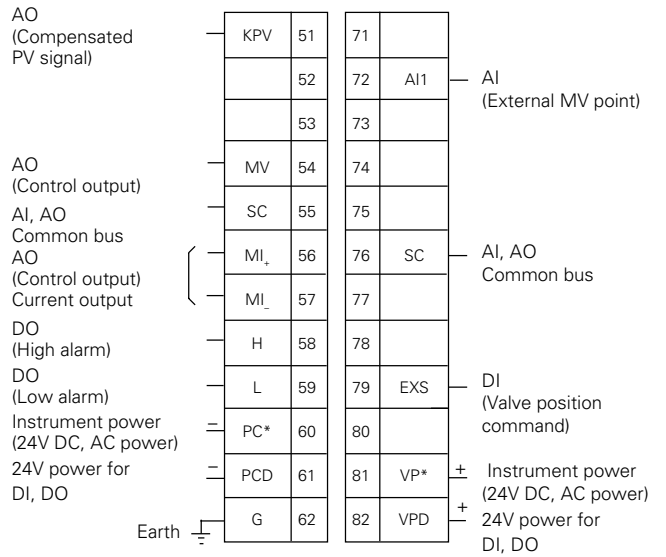 AO
(Compensated
PV signal)
KPV 51 71
52 72 AI1 AI
(External MV point)
53 73
AO
(Control output)
MV 54 74
AI, AO
Common bus
SC 55 75
AO
(Control output)
Current output
MI+ 56 76 SC AI, AO
Common bus
MI– 57 77
DO
(High alarm)
H 58 78
DO
(Low alarm)
L 59 79 EXS DI
(Valve position
command)
Instrument power
(24V DC, AC power)
– PC* 60 80
24V power for
DI, DO
– PCD 61 81 VP* + Instrument power
(24V DC, AC power)
Earth G 62 82 VPD + 24V power for
DI, DO